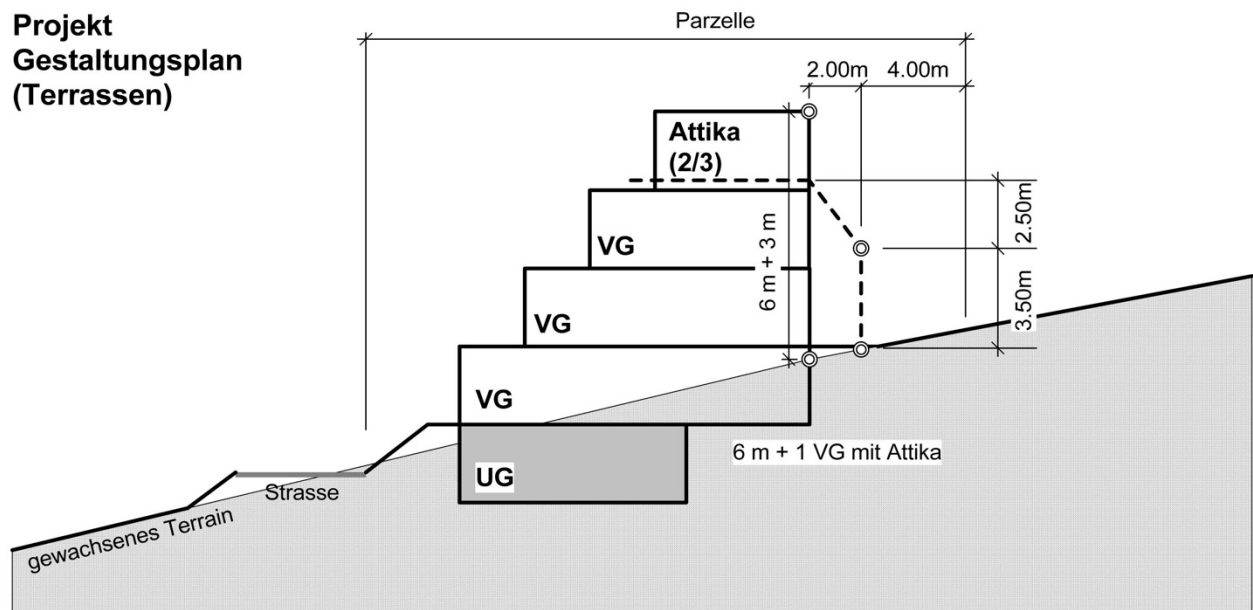 Projekt
Gestaltungsplan
(Terrassen)
Parzelle
2.00m
4.00m
Attika
(2/3)
2.50m
VG
6 m + 3 m
3.50m
VG
VG
6 m + 1 VG mit Attika
UG
Strasse
gewachsenes Terrain